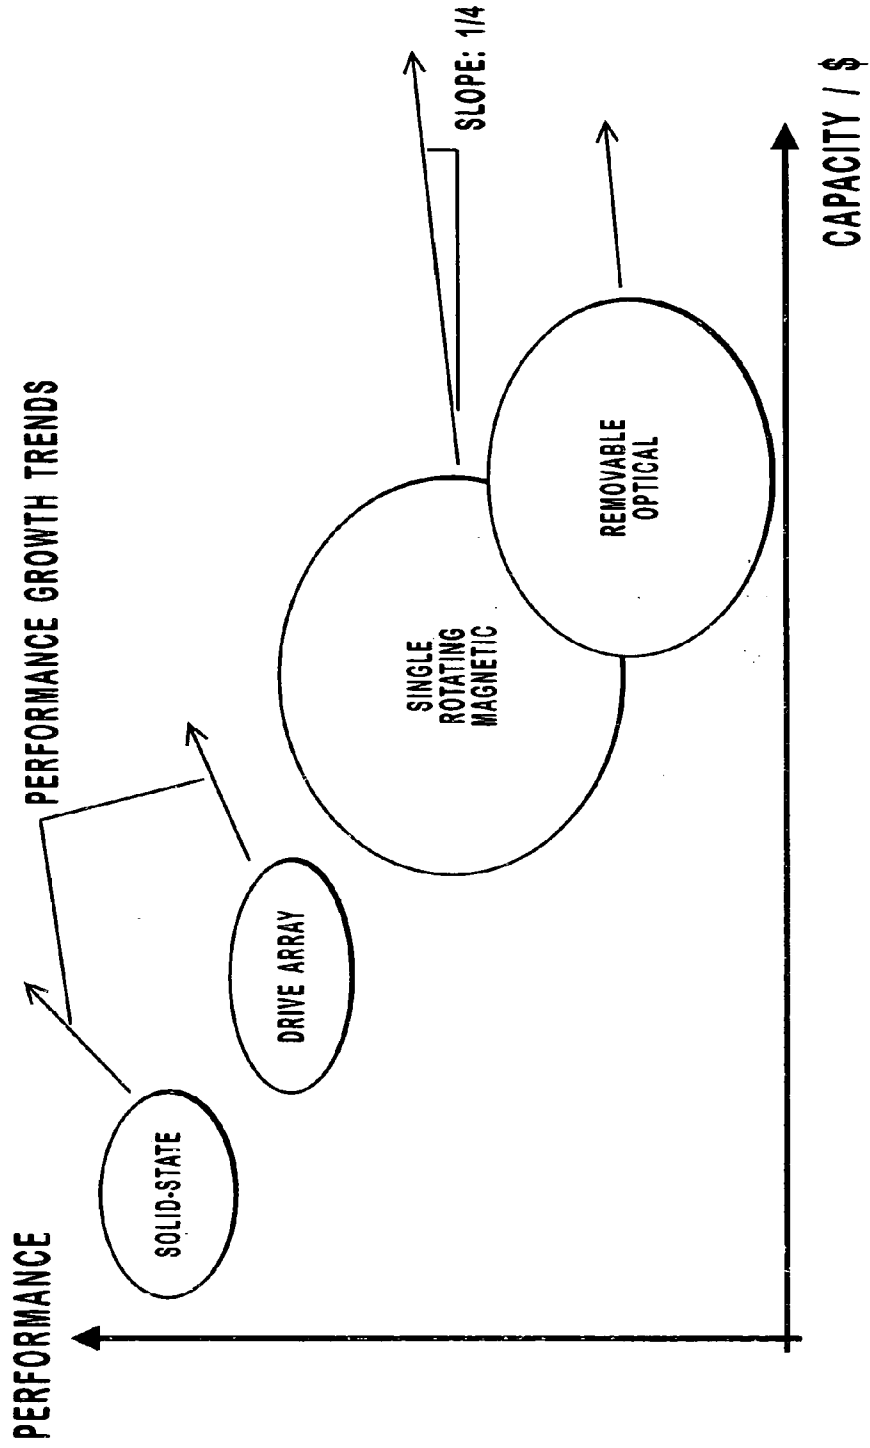 PERFORMANCE
PERFORMANCE GROWTH TRENDS
SOLID-STATE
DRIVE ARRAY
SINGLE
ROTATING
MAGNETIC
SLOPE: 1/4
REMOVABLE
OPTICAL
CAPACITY / $